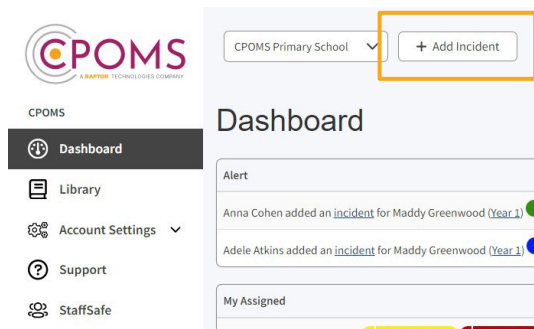 CPOMS
A RAPTOR TECHNOLOGIES COMPANY
CPOMS Primary School
+ Add Incident
CPOMS
Dashboard
Library
Account Settings
Support
StaffSafe
Dashboard
Alert
Anna Cohen added an incident for Maddy Greenwood (Year 1)
Adele Atkins added an incident for Maddy Greenwood (Year 1)
My Assigned